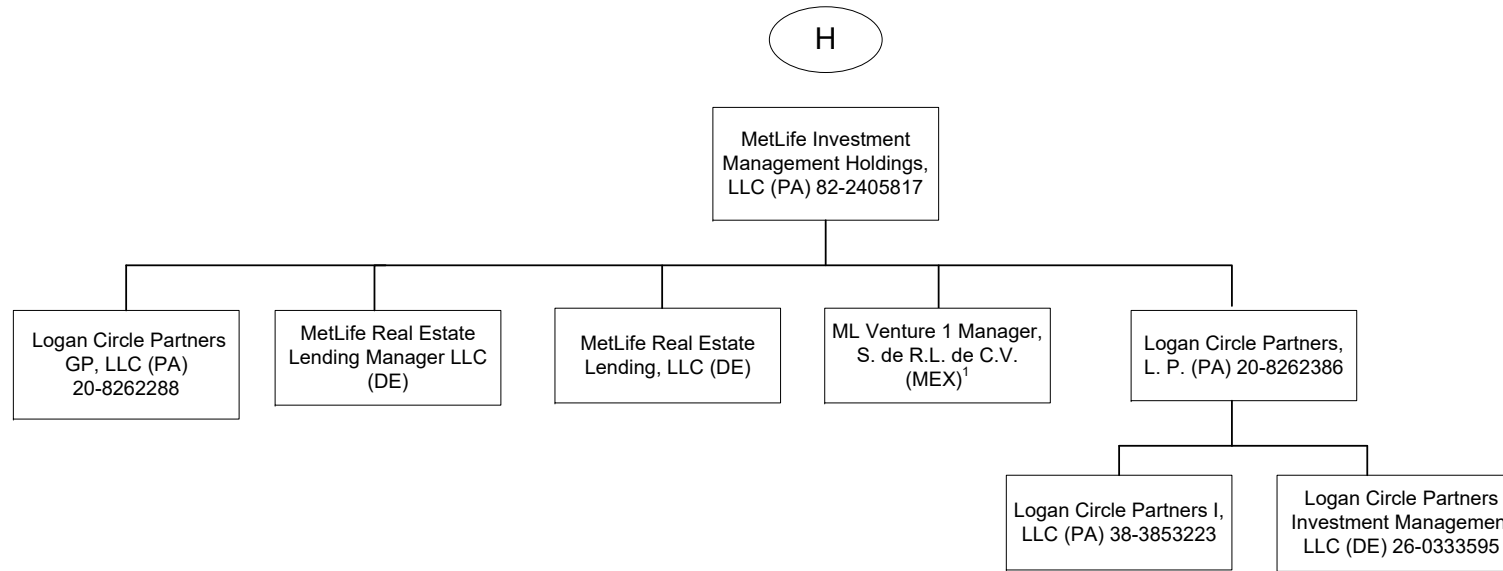 H
MetLife Investment
Management Holdings,
LLC (PA) 82-2405817
Logan Circle Partners
GP, LLC (PA)
20-8262288
MetLife Real Estate
Lending Manager LLC
(DE)
MetLife Real Estate
Lending, LLC (DE)
ML Venture 1 Manager,
S. de R.L. de C.V.
(MEX)¹
Logan Circle Partners,
L. P. (PA) 20-8262386
Logan Circle Partners I,
LLC (PA) 38-3853223
Logan Circle Partners
Investment Management
LLC (DE) 26-0333595